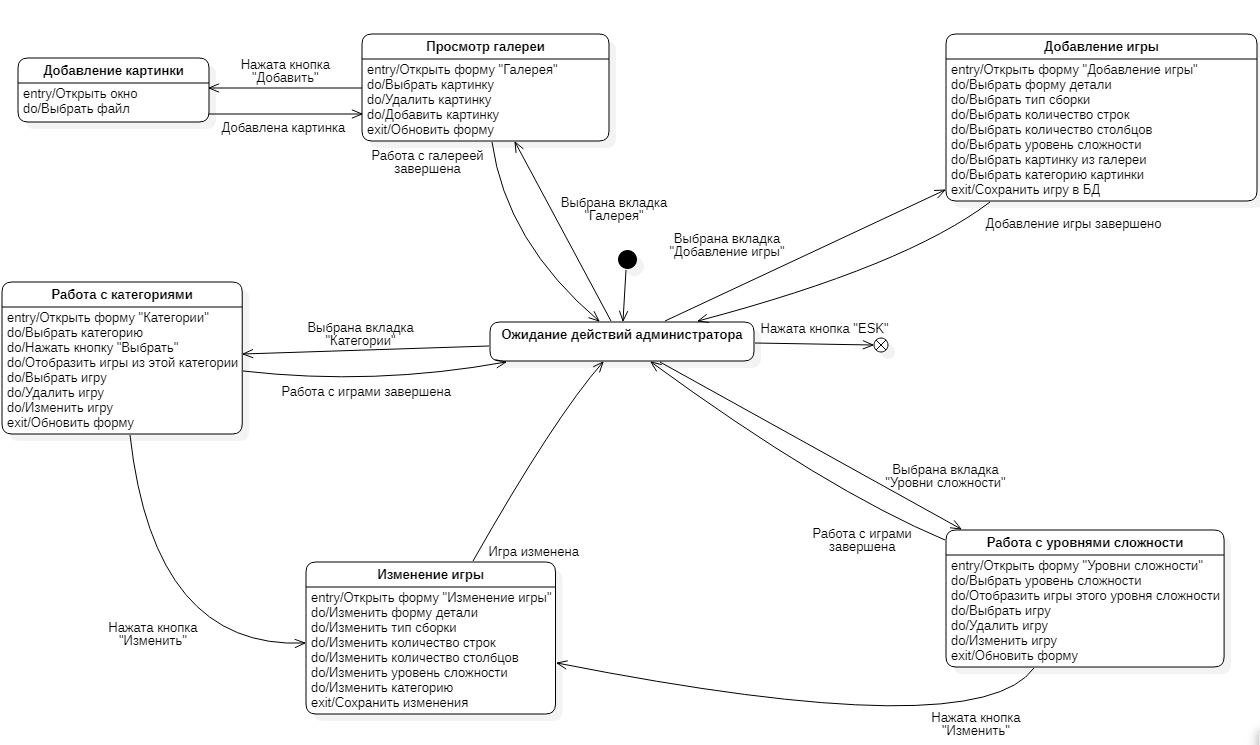 Добавление картинки
entry/Открыть окно
do/Выбрать файл
Нажата кнопка
"Добавить"
Добавлена картинка
Просмотр галереи
entry/Открыть форму "Галерея"
do/Выбрать картинку
do/Удалить картинку
do/Добавить картинку
exit/Обновить форму
Добавление игры
entry/Открыть форму "Добавление игры"
do/Выбрать форму детали
do/Выбрать тип сборки
do/Выбрать количество строк
do/Выбрать количество столбцов
do/Выбрать уровень сложности
do/Выбрать картинку из галереи
do/Выбрать категорию картинки
exit/Сохранить игру в БД
Работа с галереей
завершена
Выбрана вкладка
"Галерея"
Выбрана вкладка
"Добавление игры"
Добавление игры завершено
Работа с категориями
entry/Открыть форму "Категории"
do/Выбрать категорию
do/Нажать кнопку "Выбрать"
do/Отобразить игры из этой категории
do/Выбрать игру
do/Удалить игру
do/Изменить игру
exit/Обновить форму
Выбрана вкладка
"Категории"
Работа с играми завершена
Ожидание действий администратора
Нажата кнопка "ESK"
Выбрана вкладка
"Уровни сложности"
Работа с играми
завершена
Игра изменена
Изменение игры
entry/Открыть форму "Изменение игры"
do/Изменить форму детали
do/Изменить тип сборки
do/Изменить количество строк
do/Изменить количество столбцов
do/Изменить уровень сложности
do/Изменить категорию
exit/Сохранить изменения
Работа с уровнями сложности
entry/Открыть форму "Уровни сложности"
do/Выбрать уровень сложности
do/Отобразить игры этого уровня сложности
do/Выбрать игру
do/Удалить игру
do/Изменить игру
exit/Обновить форму
Нажата кнопка
"Изменить"
Нажата кнопка
"Изменить"